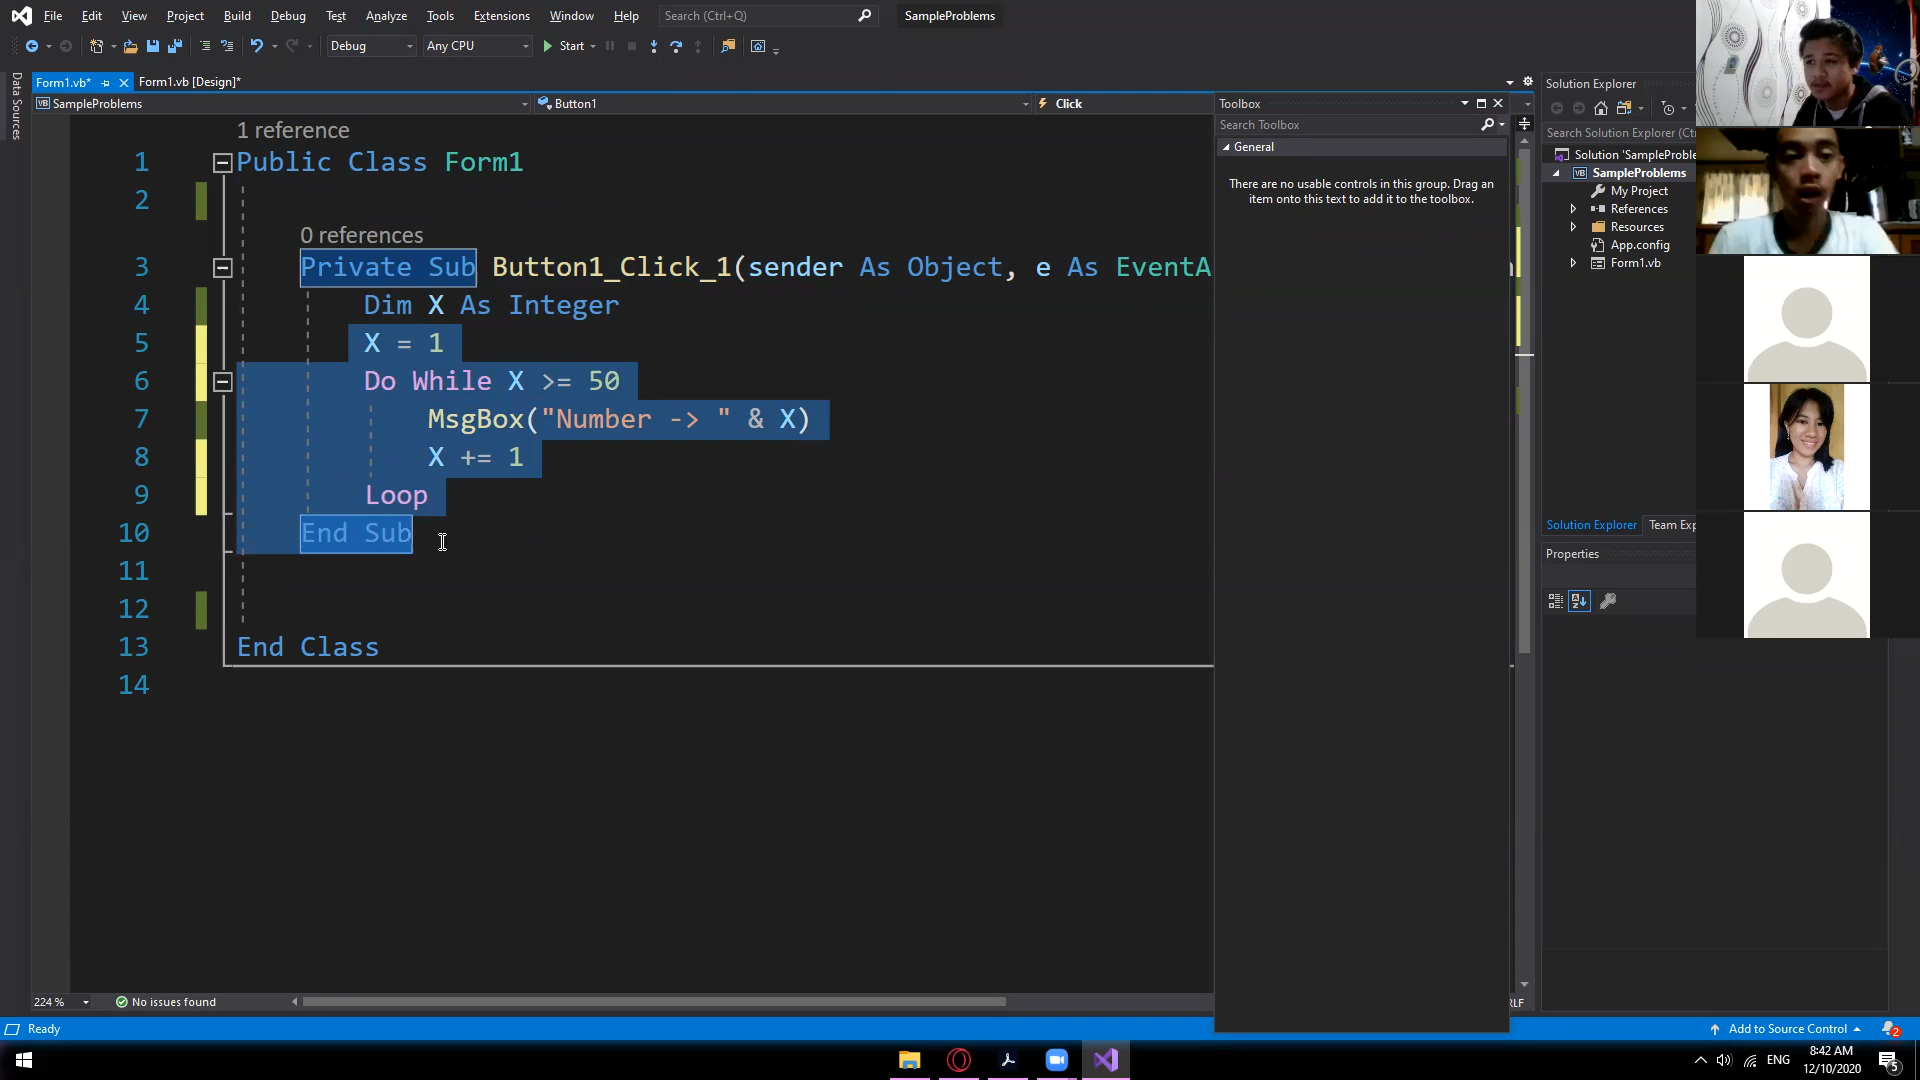 File Edit View Project Build Debug Test Analyze Tools Extensions Window Help Search (Ctrl+Q) SampleProblems
Debug Any CPU Start
Form1.vb* Form1.vb [Design]*
Data Sources
SampleProblems Button1 Click
1 reference
1 Public Class Form1
2
0 references
3 Private Sub Button1_Click_1(sender As Object, e As EventA
4 Dim X As Integer
5 X = 1
6 Do While X >= 50
7 MsgBox("Number -> " & X)
8 X += 1
9 Loop
10 End Sub
11
12
13 End Class
14
Toolbox
Search Toolbox
General
There are no usable controls in this group. Drag an
item onto this text to add it to the toolbox.
Solution Explorer
Search Solution Explorer (Ctr
Solution 'SampleProble
SampleProblems
My Project
References
Resources
App.config
Form1.vb
Solution Explorer Team Exp
Properties
224 % No issues found
Ready Add to Source Control 2
ENG 8:42 AM
12/10/2020 5